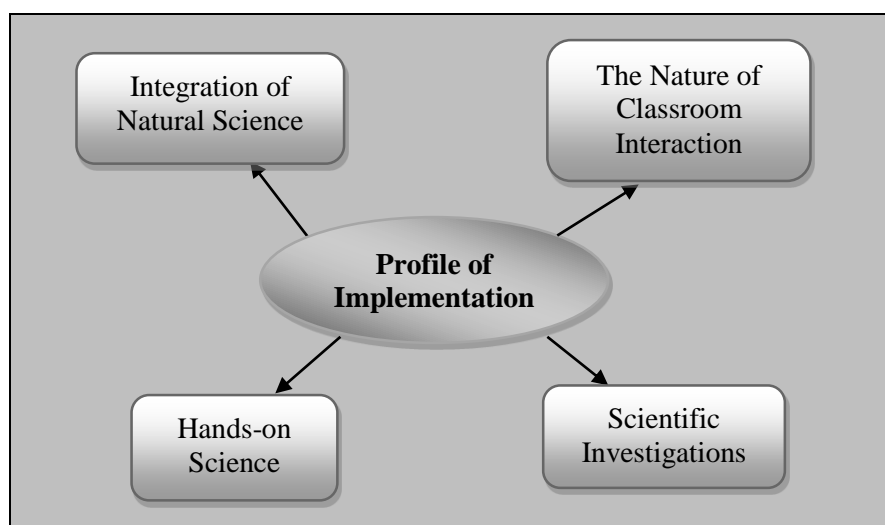 Integration of
Natural Science
The Nature of
Classroom
Interaction
Profile of
Implementation
Hands-on
Science
Scientific
Investigations